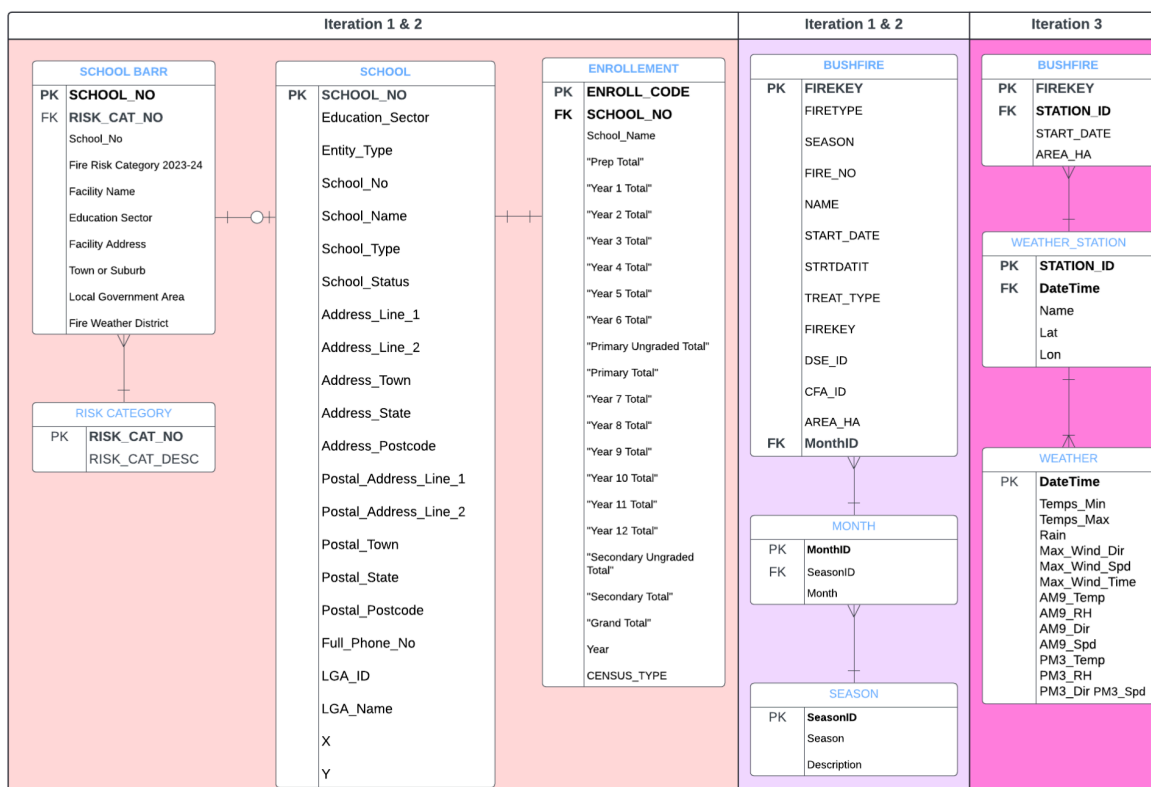 Iteration 1 & 2
Iteration 1 & 2
Iteration 3
SCHOOL BARR
PK SCHOOL_NO
FK RISK_CAT_NO
School_No
Fire Risk Category 2023-24
Facility Name
Education Sector
Facility Address
Town or Suburb
Local Government Area
Fire Weather District
RISK CATEGORY
PK RISK_CAT_NO
RISK_CAT_DESC
SCHOOL
PK SCHOOL_NO
Education_Sector
Entity_Type
School_No
School_Name
School_Type
School_Status
Address_Line_1
Address_Line_2
Address_Town
Address_State
Address_Postcode
Postal_Address_Line_1
Postal_Address_Line_2
Postal_Town
Postal_State
Postal_Postcode
Full_Phone_No
LGA_ID
LGA_Name
X
Y
ENROLLEMENT
PK ENROLL_CODE
FK SCHOOL_NO
School_Name
"Prep Total"
"Year 1 Total"
"Year 2 Total"
"Year 3 Total"
"Year 4 Total"
"Year 5 Total"
"Year 6 Total"
"Primary Ungraded Total"
"Primary Total"
"Year 7 Total"
"Year 8 Total"
"Year 9 Total"
"Year 10 Total"
"Year 11 Total"
"Year 12 Total"
"Secondary Ungraded
Total"
"Secondary Total"
"Grand Total"
Year
CENSUS_TYPE
BUSHFIRE
PK FIREKEY
FIRETYPE
SEASON
FIRE_NO
NAME
START_DATE
STRTDATIT
TREAT_TYPE
FIREKEY
DSE_ID
CFA_ID
AREA_HA
FK MonthID
MONTH
PK MonthID
FK SeasonID
Month
SEASON
PK SeasonID
Season
Description
BUSHFIRE
PK FIREKEY
FK STATION_ID
START_DATE
AREA_HA
WEATHER_STATION
PK STATION_ID
FK DateTime
Name
Lat
Lon
WEATHER
PK DateTime
Temps_Min
Temps_Max
Rain
Max_Wind_Dir
Max_Wind_Spd
Max_Wind_Time
AM9_Temp
AM9_RH
AM9_Dir
AM9_Spd
PM3_Temp
PM3_RH
PM3_Dir PM3_Spd